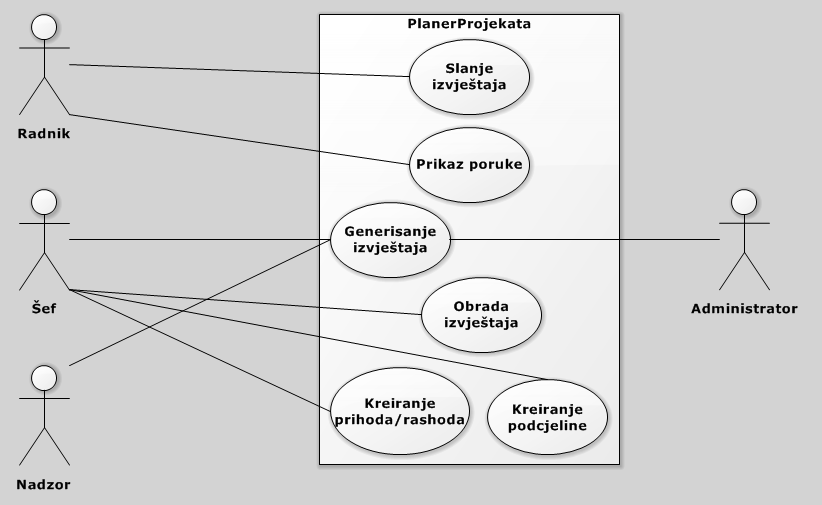 PlanerProjekata
Slanje
izvještaja
Radnik
Prikaz poruke
Generisanje
izvještaja
Šef
Administrator
Obrada
izvještaja
Kreiranje
prihoda/rashoda
Kreiranje
podcjeline
Nadzor